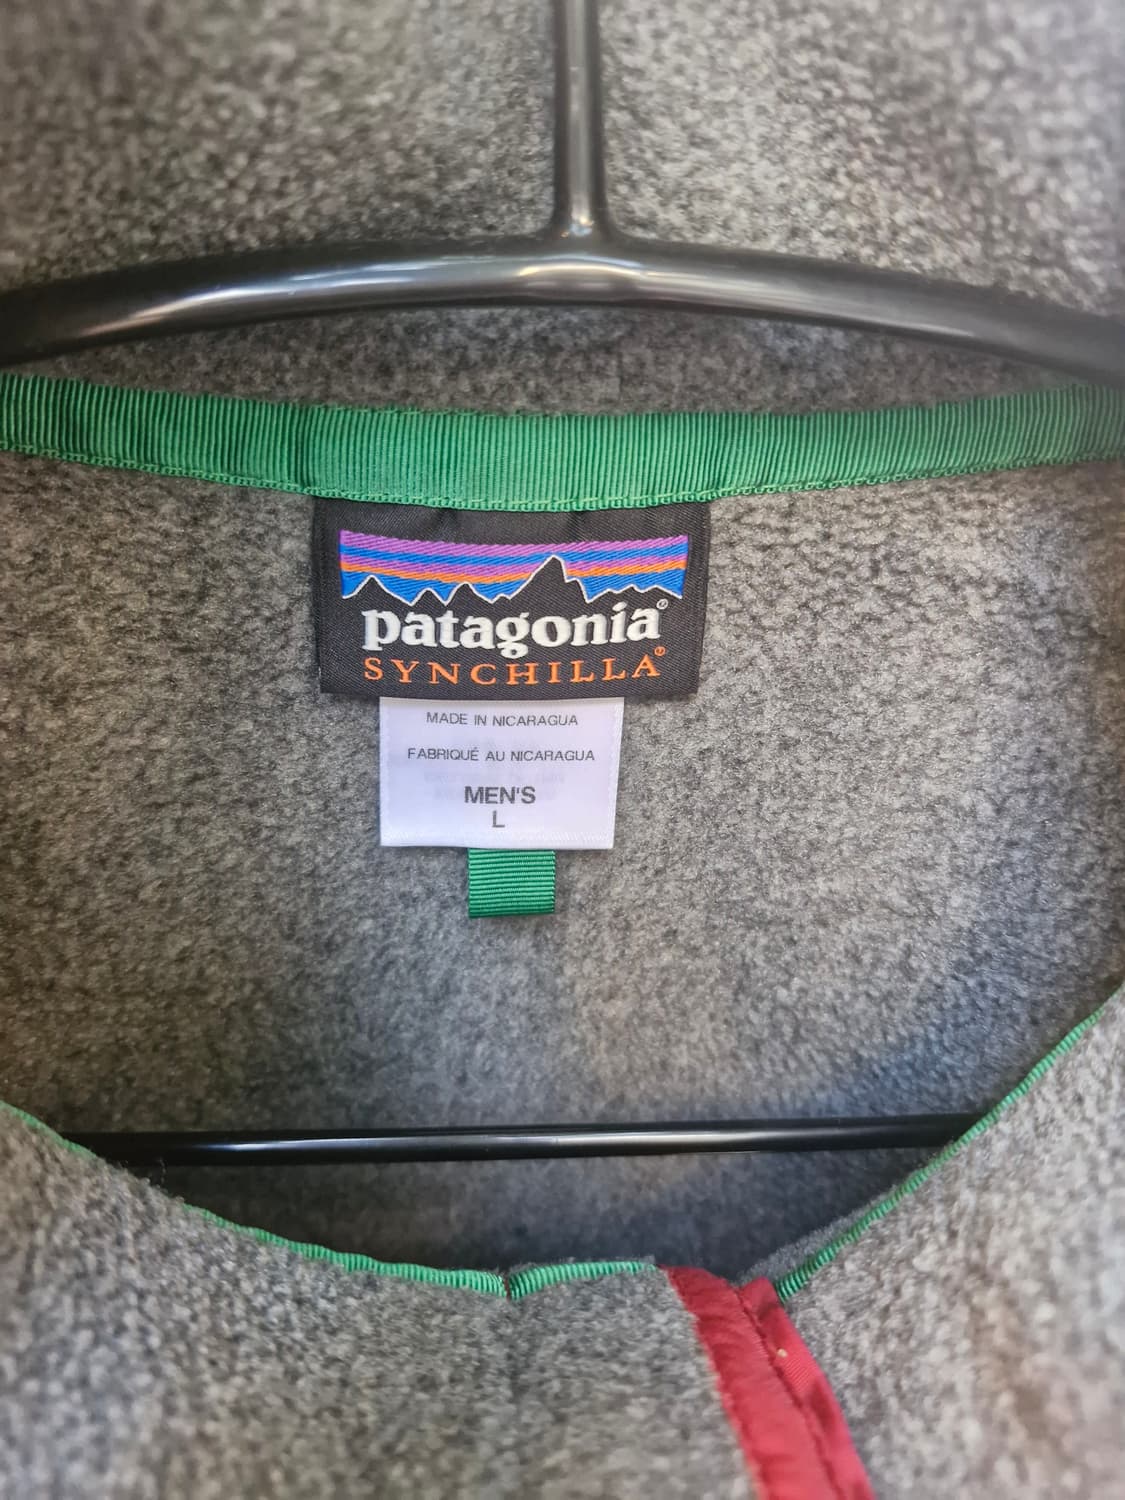 patagonia®
SYNCHILLA®
MADE IN NICARAGUA
FABRIQUÉ AU NICARAGUA
MEN'S
L